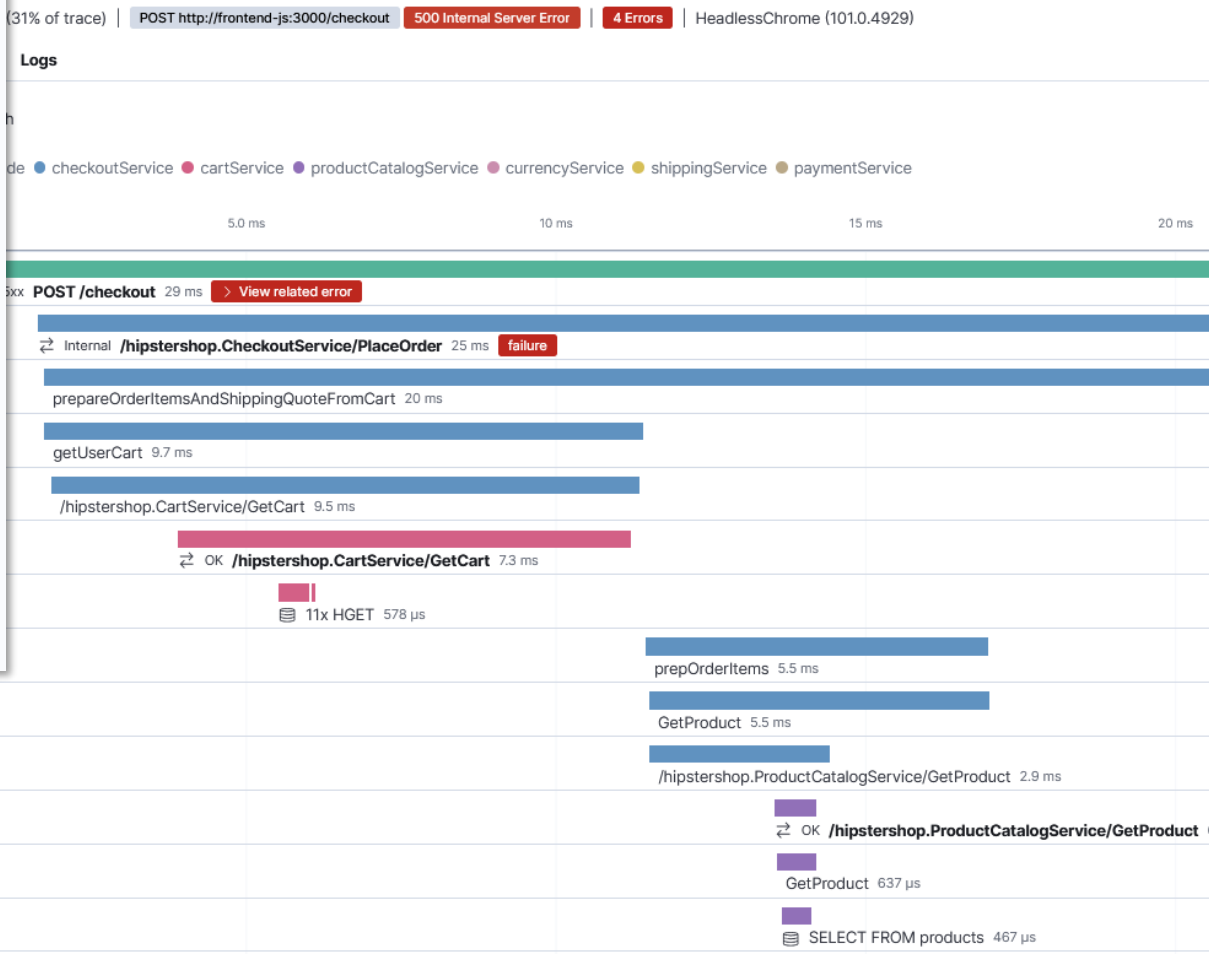 (31% of trace) | POST http://frontend-js:3000/checkout 500 Internal Server Error | 4 Errors | HeadlessChrome (101.0.4929)
Logs
h
de checkoutService cartService productCatalogService currencyService shippingService paymentService
5.0 ms 10 ms 15 ms 20 ms
5xx POST /checkout 29 ms > View related error
Internal /hipstershop.CheckoutService/PlaceOrder 25 ms failure
prepareOrderItemsAndShippingQuoteFromCart 20 ms
getUserCart 9.7 ms
/hipstershop.CartService/GetCart 9.5 ms
OK /hipstershop.CartService/GetCart 7.3 ms
11x HGET 578 μs
prepOrderItems 5.5 ms
GetProduct 5.5 ms
/hipstershop.ProductCatalogService/GetProduct 2.9 ms
OK /hipstershop.ProductCatalogService/GetProduct
GetProduct 637 μs
SELECT FROM products 467 μs